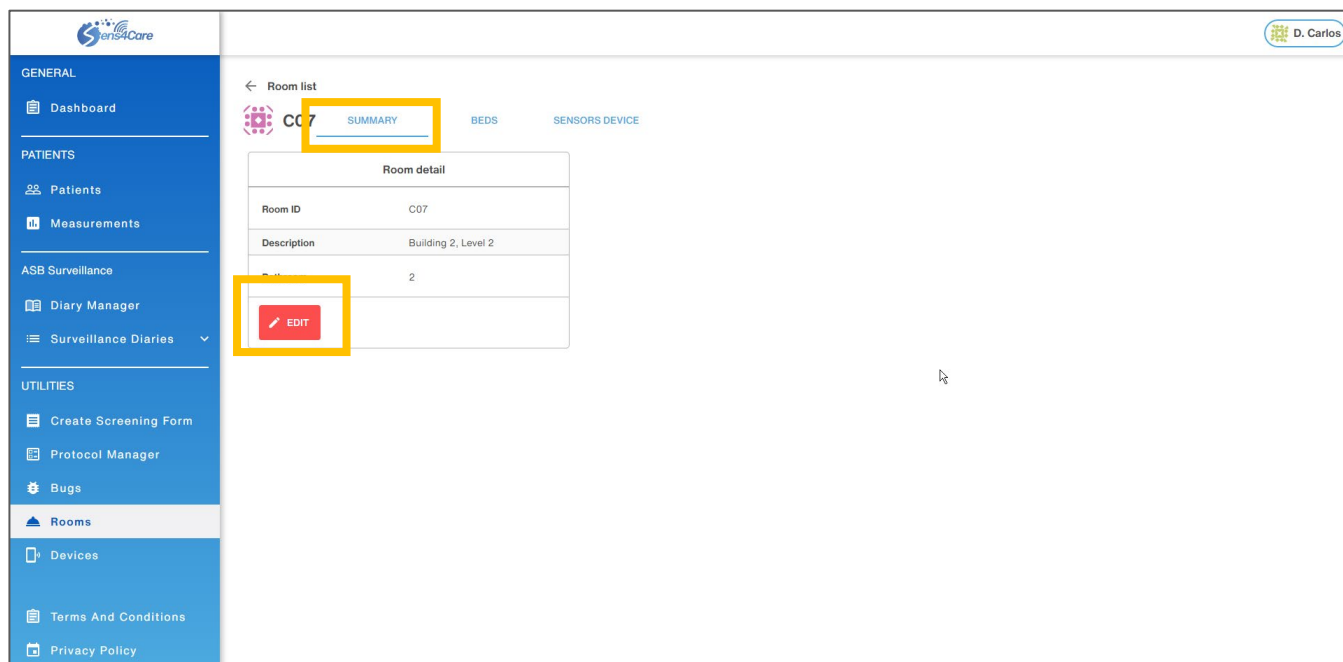 Sens4Care
D. Carlos
GENERAL
Dashboard
PATIENTS
Patients
Measurements
ASB Surveillance
Diary Manager
Surveillance Diaries
UTILITIES
Create Screening Form
Protocol Manager
Bugs
Rooms
Devices
Terms And Conditions
Privacy Policy
Room list
C07 SUMMARY BEDS SENSORS DEVICE
Room detail
Room ID C07
Description Building 2, Level 2
2
EDIT